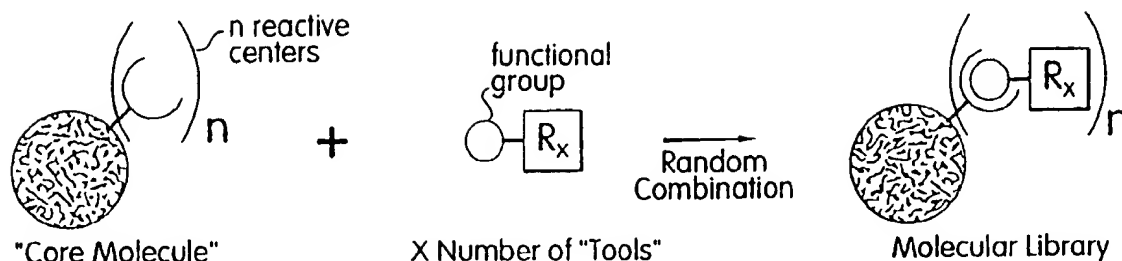 n reactive
centers
n
+
functional
group
Rx
Random
Combination
Rx
n
"Core Molecule"
X Number of "Tools"
Molecular Library